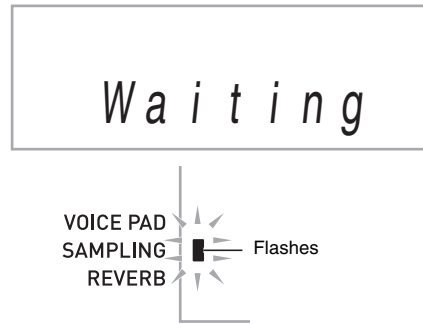 Waiting
VOICE PAD
SAMPLING
Flashes
REVERB